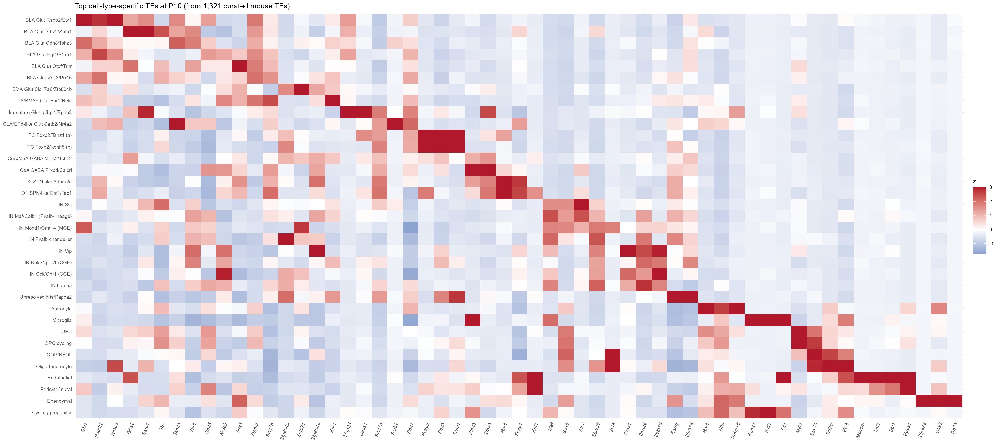 Top cell-type-specific TFs at P10 (from 1,321 curated mouse TFs)
BLA Glut Rspo2/Etv1
BLA Glut Tshz2/Satb1
BLA Glut Cdh8/Tshz3
BLA Glut Fgf10/Nrp1
BLA Glut Otof/Trhr
BLA Glut Vgll3/Prr16
BMA Glut Slc17a6/Zfp804b
PA/BMAp Glut Esr1/Reln
Immature Glut Igfbpl1/Epha3
CLA/EPd-like Glut Satb2/Nr4a2
ITC Foxp2/Tshz1 (a)
ITC Foxp2/Kcnh5 (b)
CeA/MeA GABA Meis2/Tshz2
CeA GABA Prkcd/Calcrl
D2 SPN-like Adora2a
D1 SPN-like Ebf1/Tac1
IN Sst
IN Maf/Calb1 (Pvalb-lineage)
IN Moxd1/Gna14 (MGE)
IN Pvalb chandelier
IN Vip
IN Reln/Npas1 (CGE)
IN Cck/Cnr1 (CGE)
IN Lamp5
Unresolved Nts/Pappa2
Astrocyte
Microglia
OPC
OPC cycling
COP/NFOL
Oligodendrocyte
Endothelial
Pericyte/mural
Ependymal
Cycling progenitor
Etv1
Pou6f2
Nr4a3
Tshz2
Satb1
Tox
Tshz3
Thrb
Sox5
Nr3c2
Rfx3
Zfpm2
Bcl11b
Zfp804b
Zbtb7c
Zfp804a
Esr1
Tfap2d
Casz1
Bcl11a
Satb2
Pbx1
Foxp2
Pbx3
Tshz1
Zfhx3
Zfhx4
Rarb
Foxp1
Ebf1
Maf
Sox6
Mkx
Zfp536
St18
Prox1
Zmat4
Zbtb16
Esrrg
Zfp618
Rorb
Nfia
Prdm16
Runx1
Ikzf1
Fli1
Myt1
Sox10
Tcf7l2
Etv6
Mecom
Lef1
Ets1
Epas1
Zfp474
Glis3
Trp73
z
3
2
1
0
-1